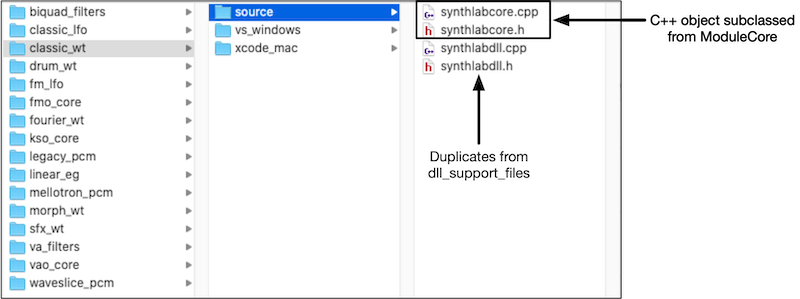 biquad_filters
classic_lfo
classic_wt
drum_wt
fm_lfo
fmo_core
fourier_wt
kso_core
legacy_pcm
linear_eg
mellotron_pcm
morph_wt
sfx_wt
va_filters
vao_core
waveslice_pcm
source
vs_windows
xcode_mac
synthlabcore.cpp
synthlabcore.h
synthlabdll.cpp
synthlabdll.h
C++ object subclassed
from ModuleCore
Duplicates from
dll_support_files